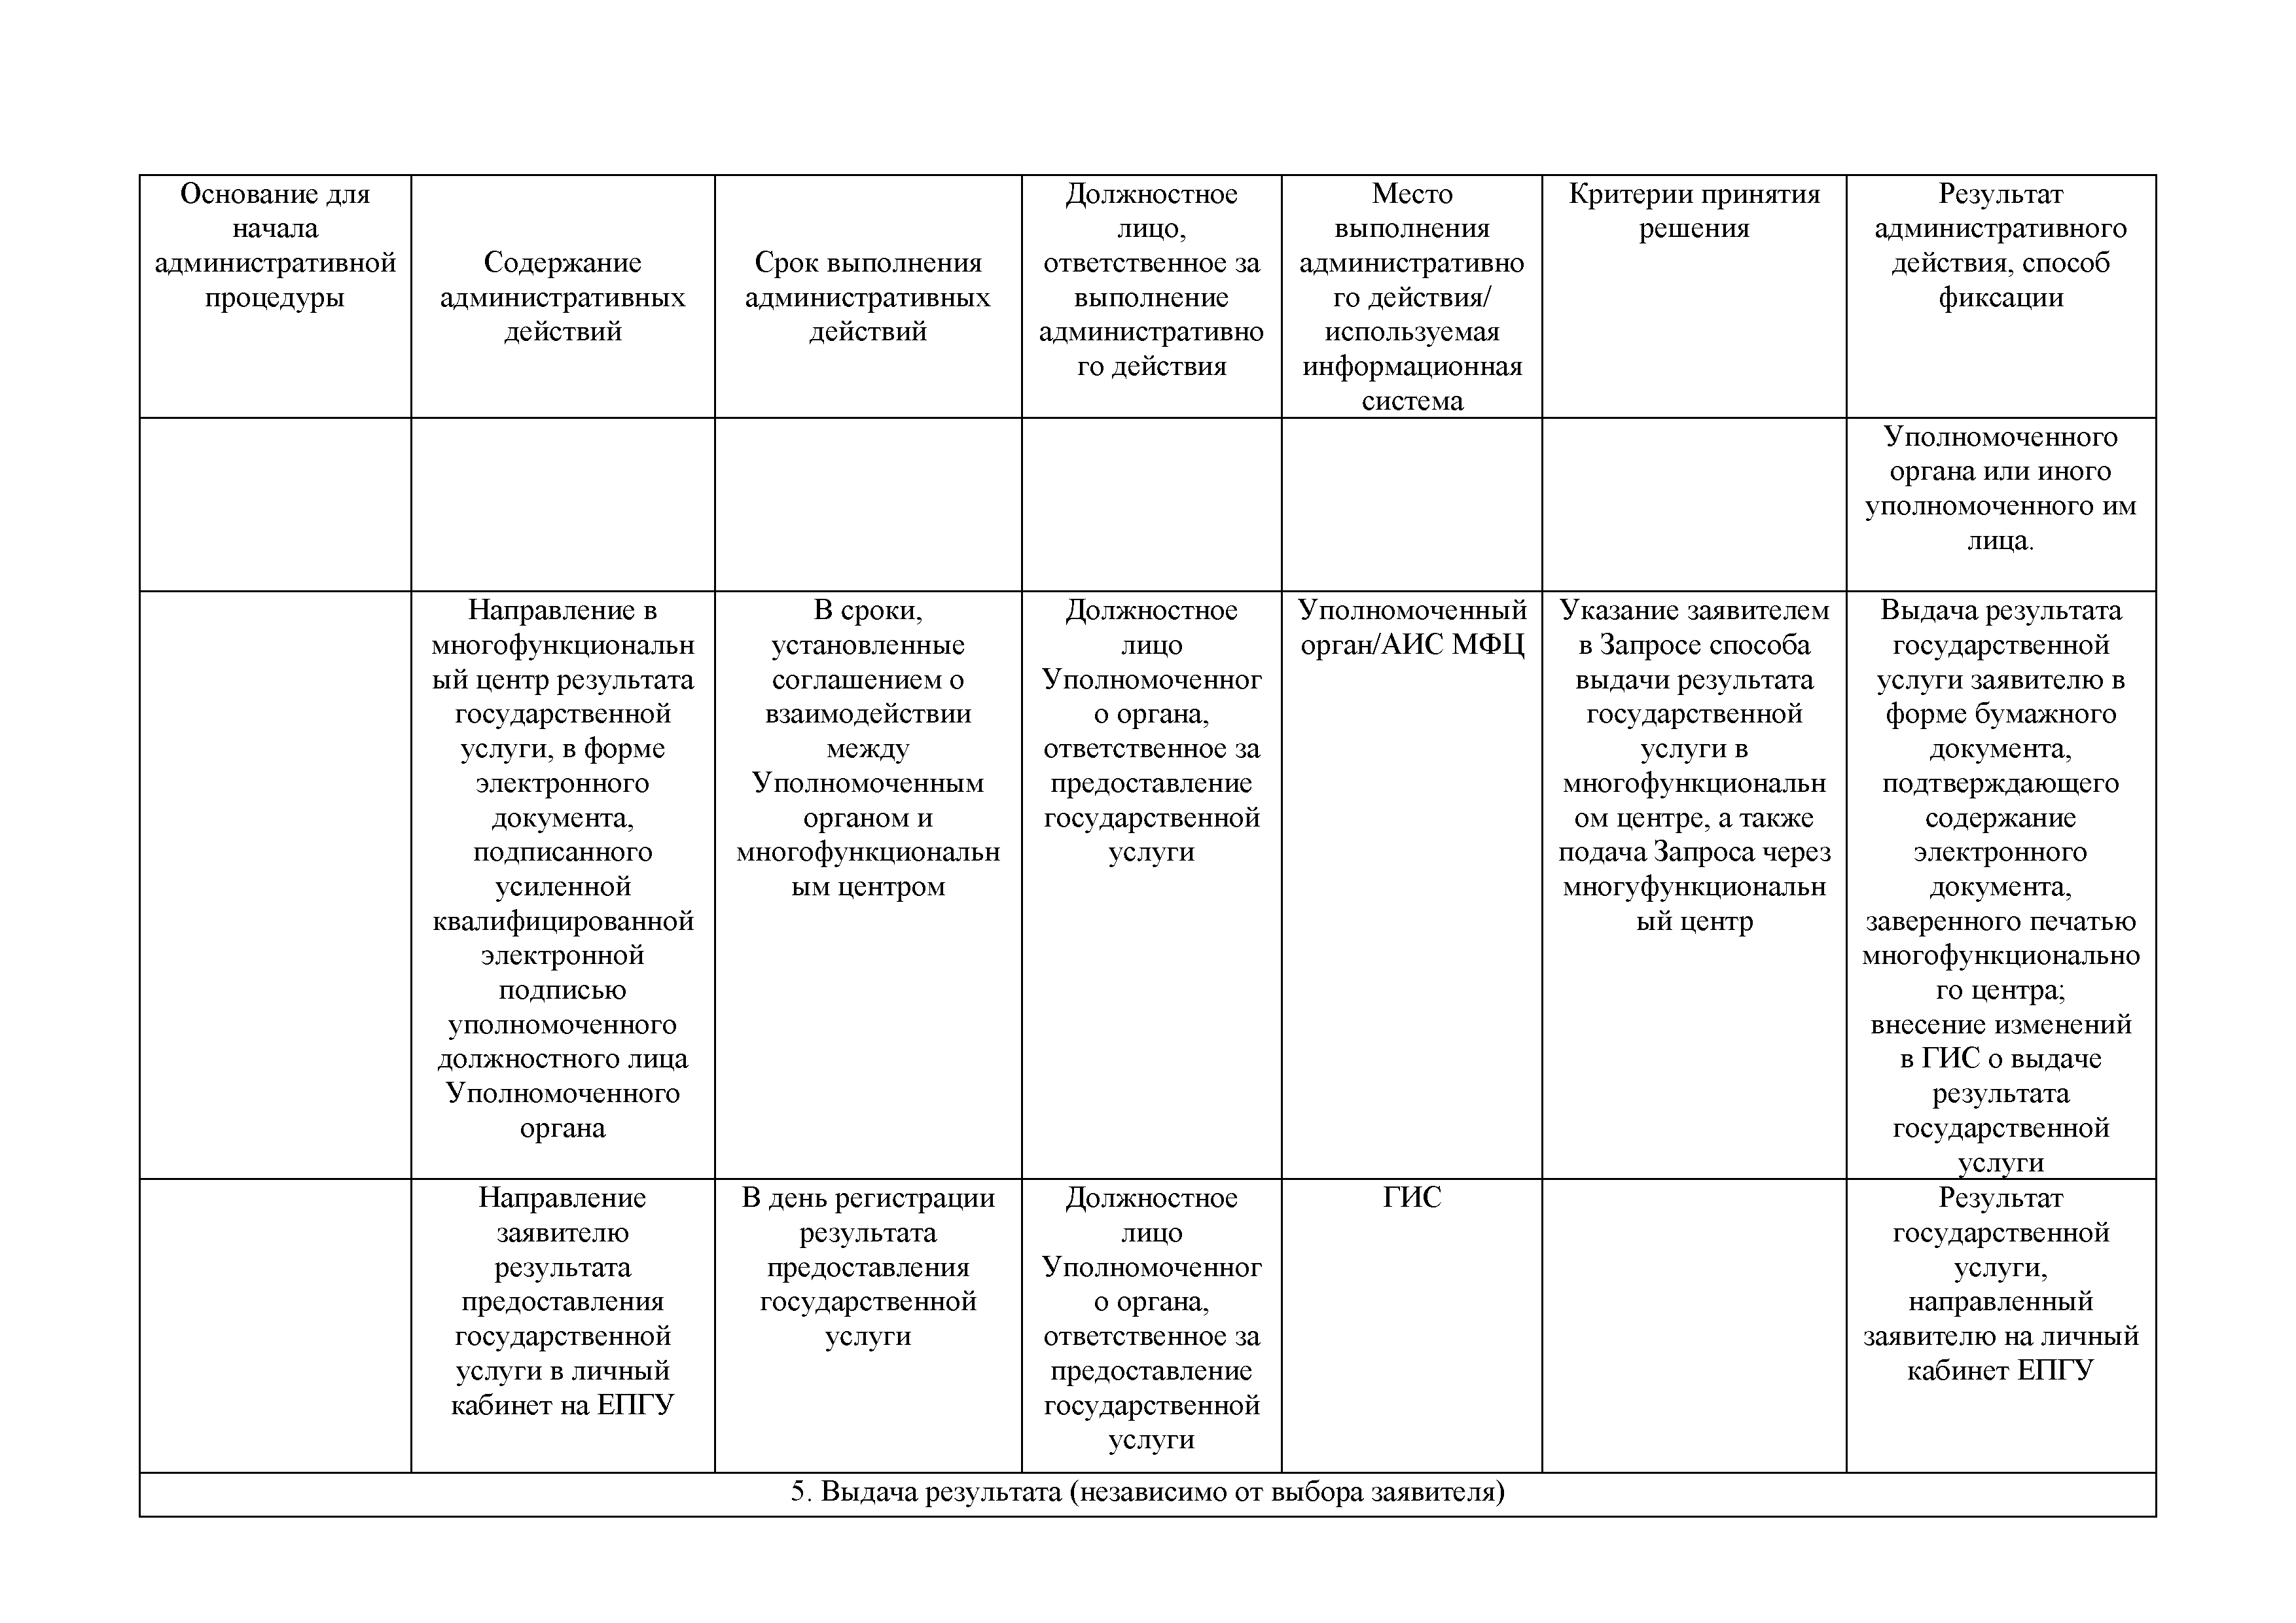 Основание для
начала
административной
процедуры
Содержание
административных
действий
Срок выполнения
административных
действий
Должностное
лицо,
ответственное за
выполнение
административно
го действия
Место
выполнения
административно
го действия/
используемая
информационная
система
Критерии принятия
решения
Результат
административного
действия, способ
фиксации
Уполномоченного
органа или иного
уполномоченного им
лица.
Направление в
многофункциональн
ый центр результата
государственной
услуги, в форме
электронного
документа,
подписанного
усиленной
квалифицированной
электронной
подписью
уполномоченного
должностного лица
Уполномоченного
органа
В сроки,
установленные
соглашением о
взаимодействии
между
Уполномоченным
органом и
многофункциональн
ым центром
Должностное
лицо
Уполномоченног
о органа,
ответственное за
предоставление
государственной
услуги
Уполномоченный
орган/АИС МФЦ
Указание заявителем
в Запросе способа
выдачи результата
государственной
услуги в
многофункциональн
ом центре, а также
подача Запроса через
многуфункциональн
ый центр
Выдача результата
государственной
услуги заявителю в
форме бумажного
документа,
подтверждающего
содержание
электронного
документа,
заверенного печатью
многофункционально
го центра;
внесение изменений
в ГИС о выдаче
результата
государственной
услуги
Направление
заявителю
результата
предоставления
государственной
услуги в личный
кабинет на ЕПГУ
В день регистрации
результата
предоставления
государственной
услуги
Должностное
лицо
Уполномоченног
о органа,
ответственное за
предоставление
государственной
услуги
ГИС
Результат
государственной
услуги,
направленный
заявителю на личный
кабинет ЕПГУ
5. Выдача результата (независимо от выбора заявителя)